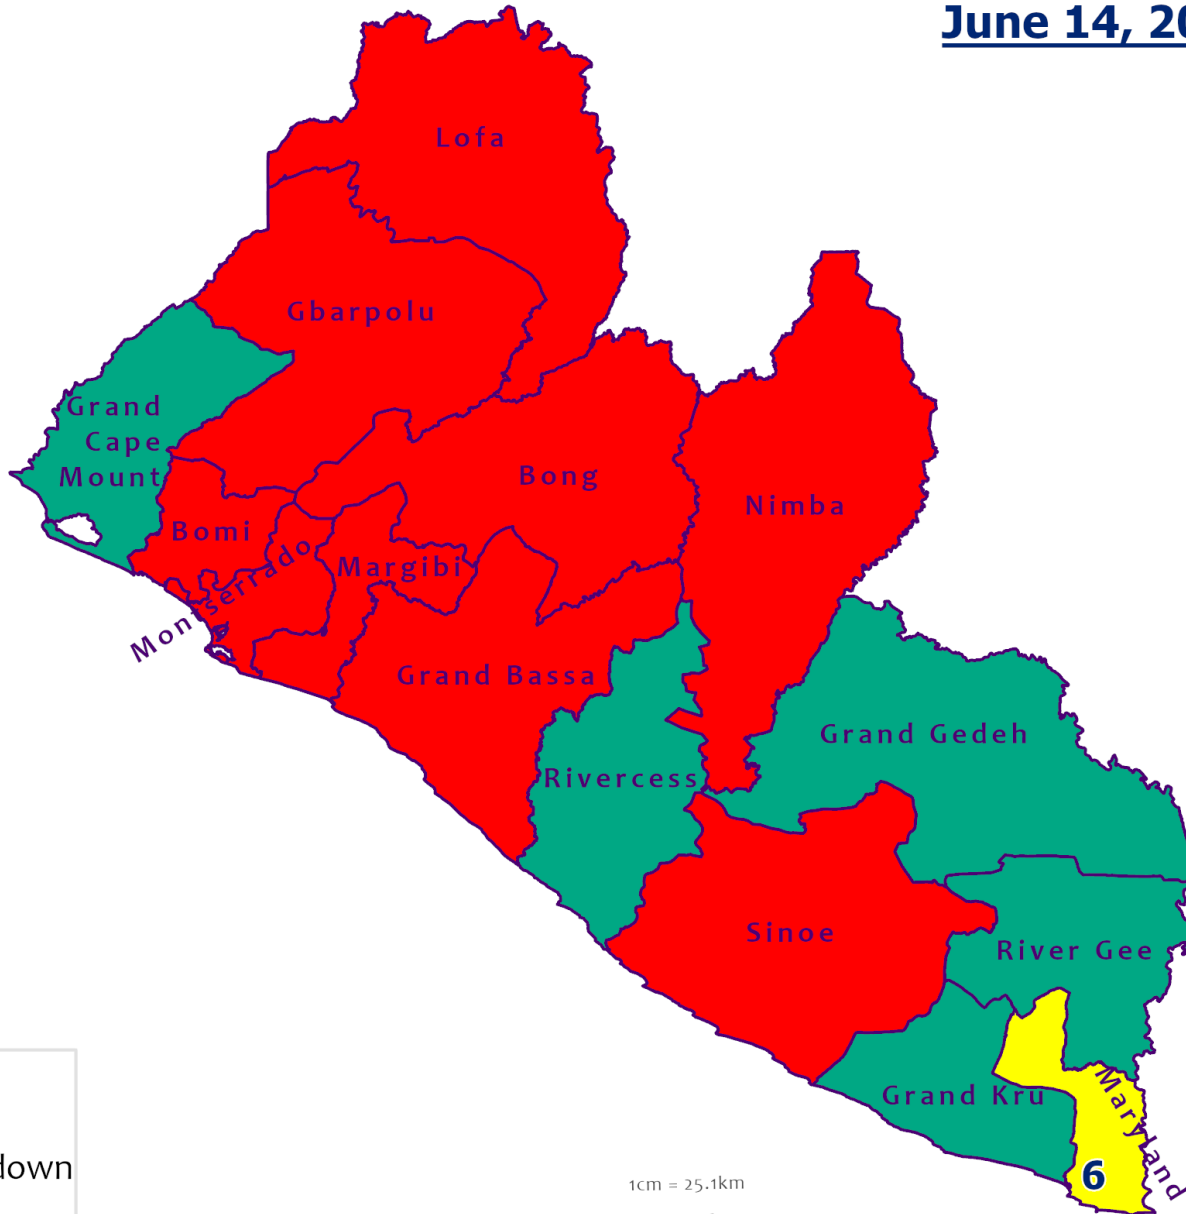 June 14, 20
Lofa
Gbarpolu
Grand
Cape
Mount
Bong
Nimba
Bomi
Montserrado
Margibi
Grand Bassa
Grand Gedeh
Rivercess
Sinoe
River Gee
Grand Kru
Maryland
down
6
1cm = 25.1km